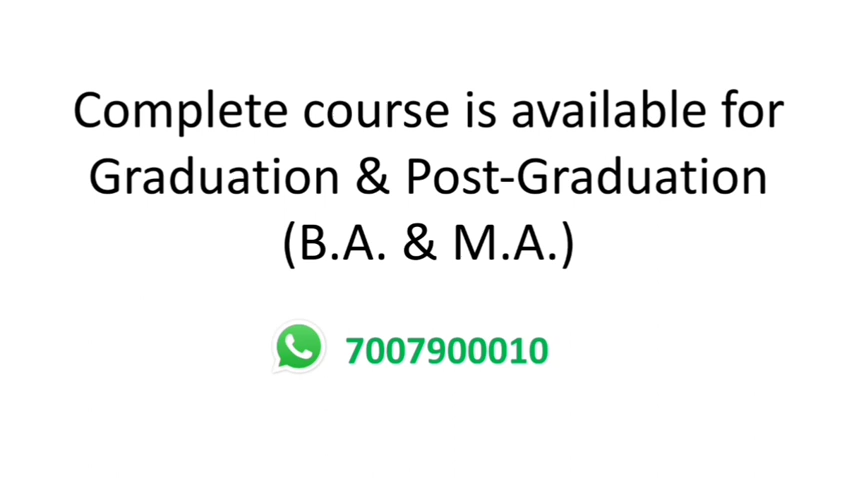 Complete course is available for
Graduation & Post-Graduation
(B.A. & M.A.)
7007900010